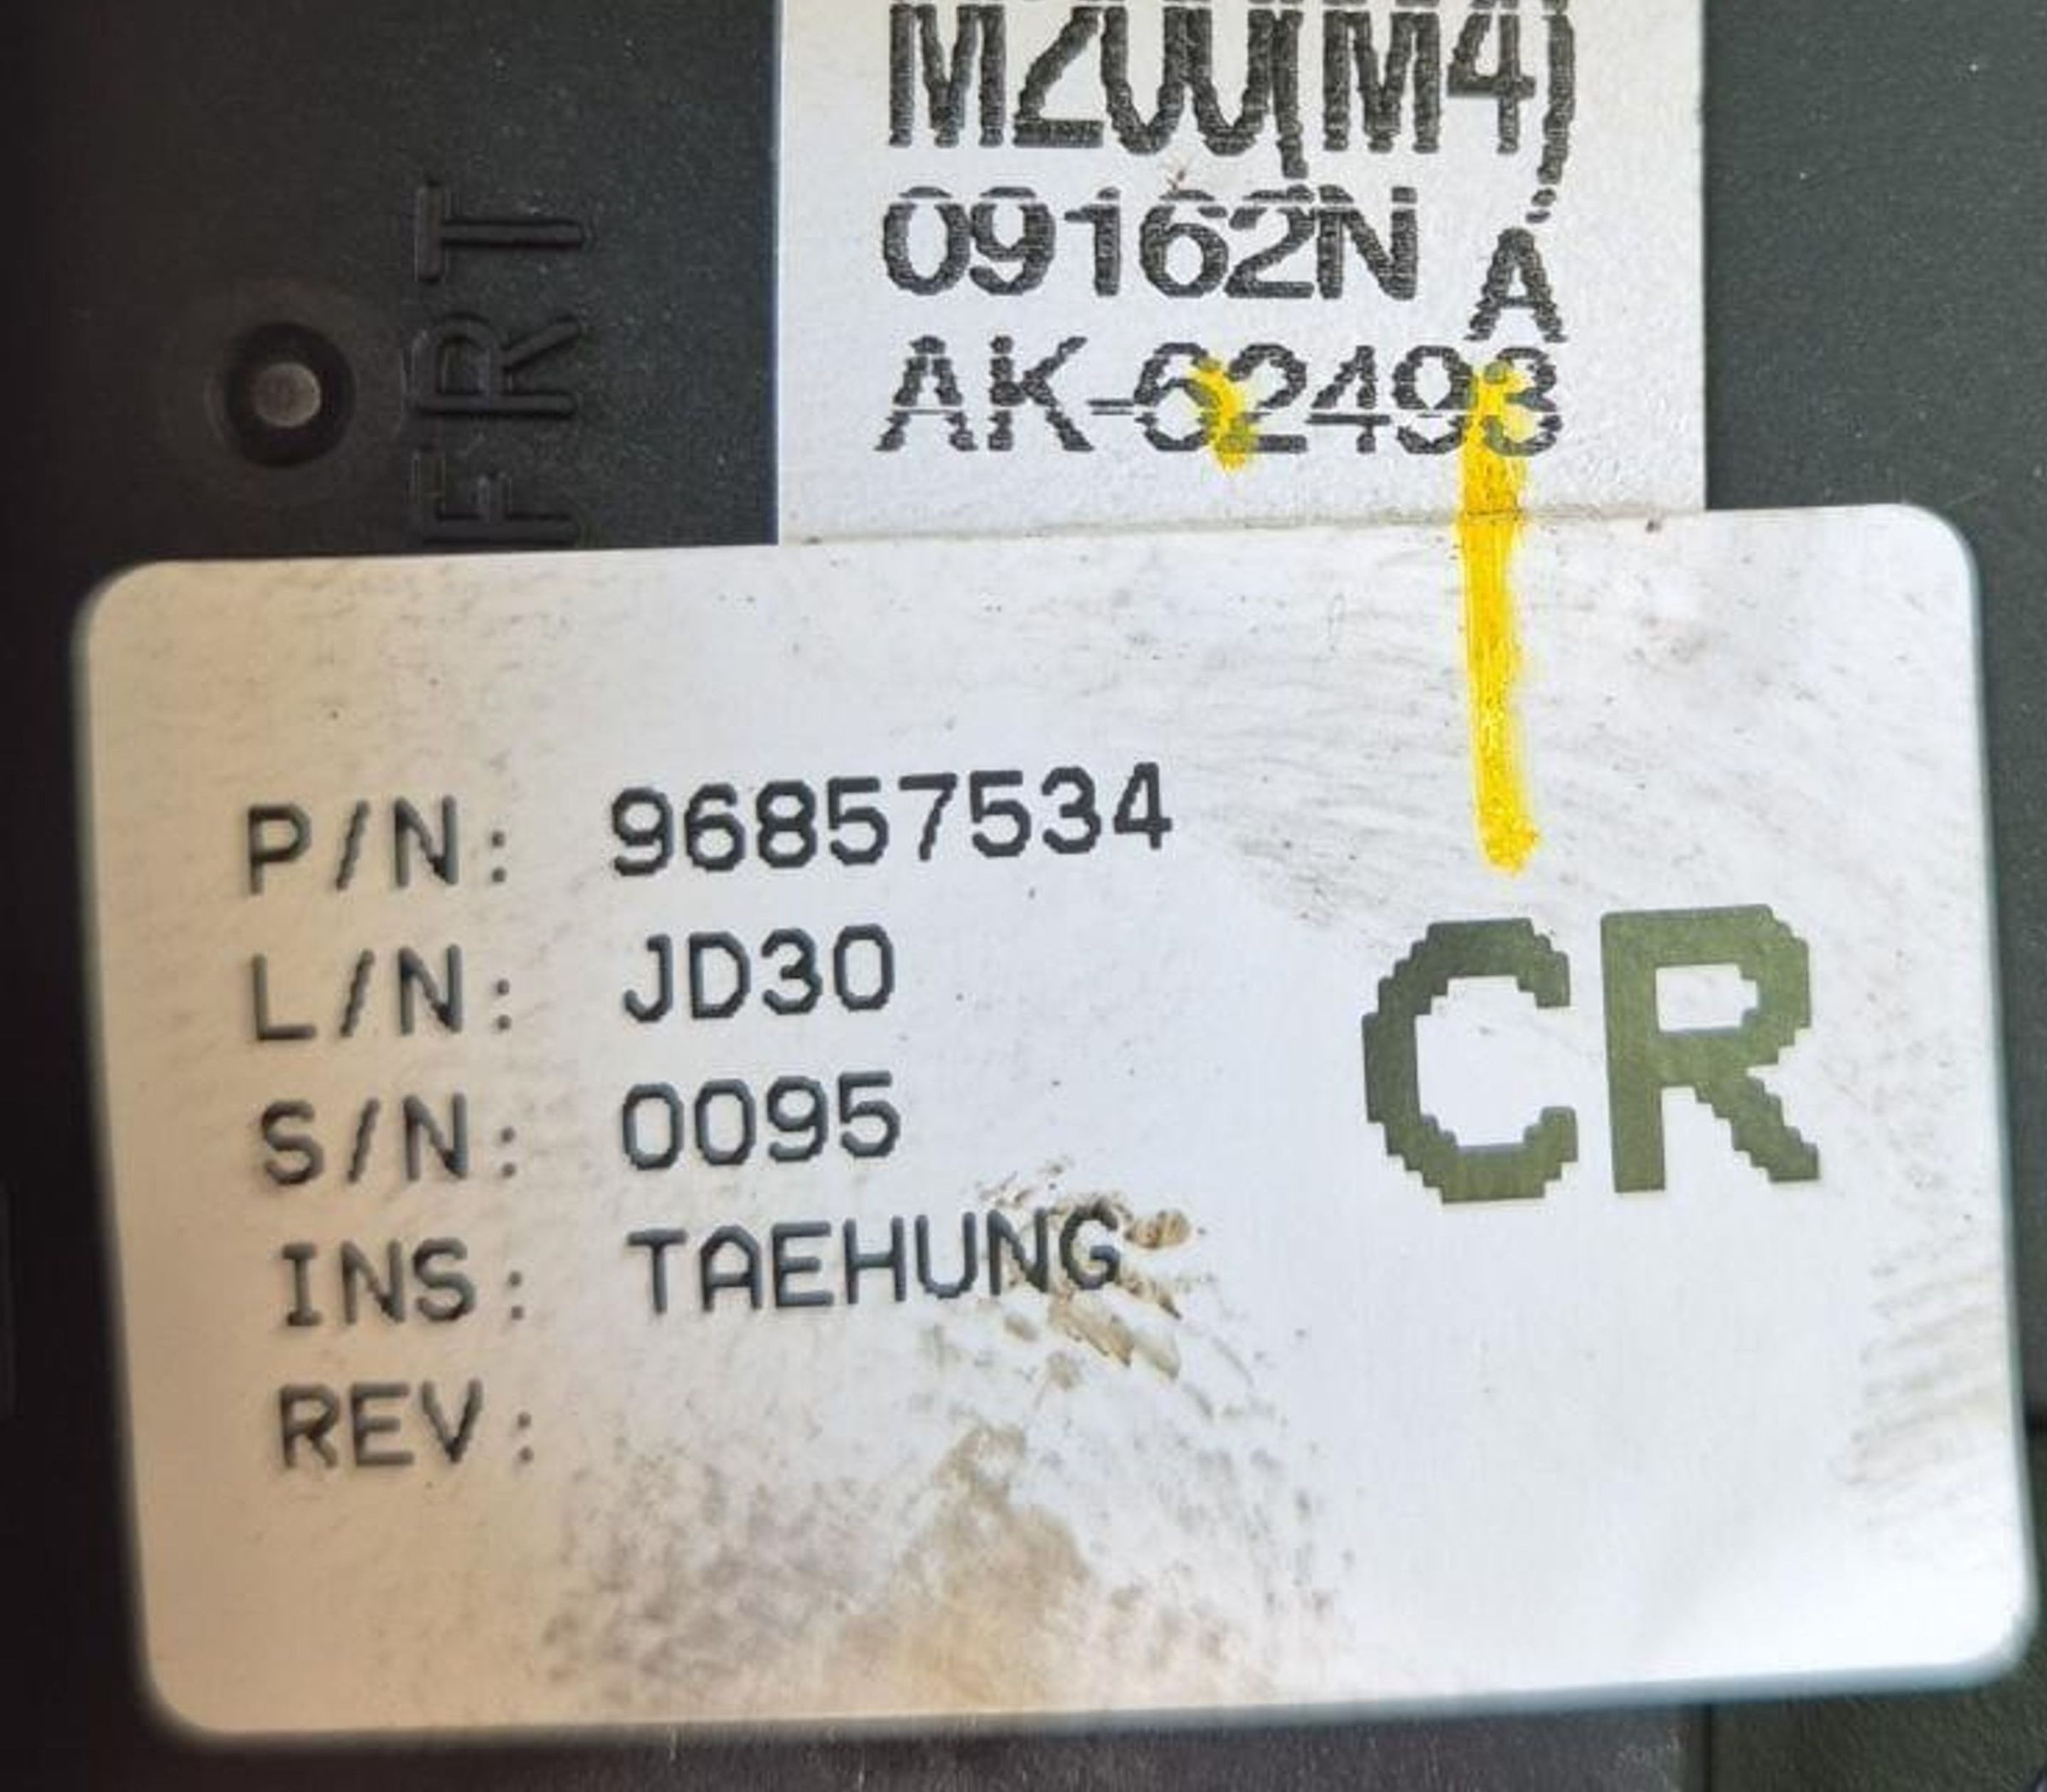 M200(M4)
09162N A
AK-62493
FRT
P/N: 96857534
L/N: JD30
S/N: 0095
INS: TAEHUNG
REV:
CR